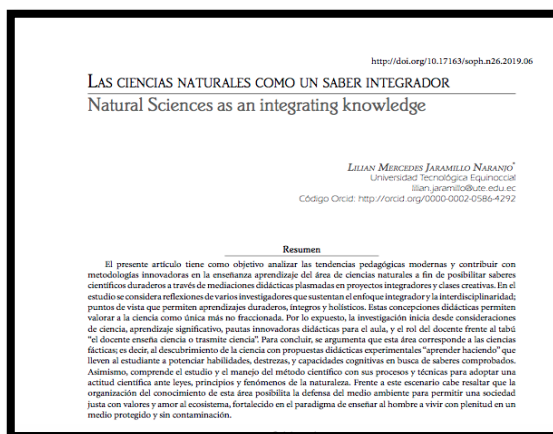 http://doi.org/10.17163/soph.n26.2019.06
LAS CIENCIAS NATURALES COMO UN SABER INTEGRADOR
Natural Sciences as an integrating knowledge
LILIAN MERCEDES JARAMILLO NARANJO*
Universidad Tecnológica Equinoccial
lilian.jaramillo@ute.edu.ec
Código Orcid: http://orcid.org/0000-0002-0586-4292
Resumen
El presente artículo tiene como objetivo analizar las tendencias pedagógicas modernas y contribuir con
metodologías innovadoras en la enseñanza aprendizaje del área de ciencias naturales a fin de posibilitar saberes
científicos duraderos a través de mediaciones didácticas plasmadas en proyectos integradores y clases creativas. En el
estudio se considera reflexiones de varios investigadores que sustentan el enfoque integrador y la interdisciplinaridad;
puntos de vista que permiten aprendizajes duraderos, íntegros y holísticos. Estas concepciones didácticas permiten
valorar a la ciencia como única más no fraccionada. Por lo expuesto, la investigación inicia desde consideraciones
de ciencia, aprendizaje significativo, pautas innovadoras didácticas para el aula, y el rol del docente frente al tabú
"el docente enseña ciencia o trasmite ciencia". Para concluir, se argumenta que esta área corresponde a las ciencias
fácticas; es decir, al descubrimiento de la ciencia con propuestas didácticas experimentales "aprender haciendo" que
lleven al estudiante a potenciar habilidades, destrezas, y capacidades cognitivas en busca de saberes comprobados.
Asimismo, comprende el estudio y el manejo del método científico con sus procesos y técnicas para adoptar una
actitud científica ante leyes, principios y fenómenos de la naturaleza. Frente a este escenario cabe resaltar que la
organización del conocimiento de esta área posibilita la defensa del medio ambiente para permitir una sociedad
justa con valores y amor al ecosistema, fortalecido en el paradigma de enseñar al hombre a vivir con plenitud en un
medio protegido y sin contaminación.